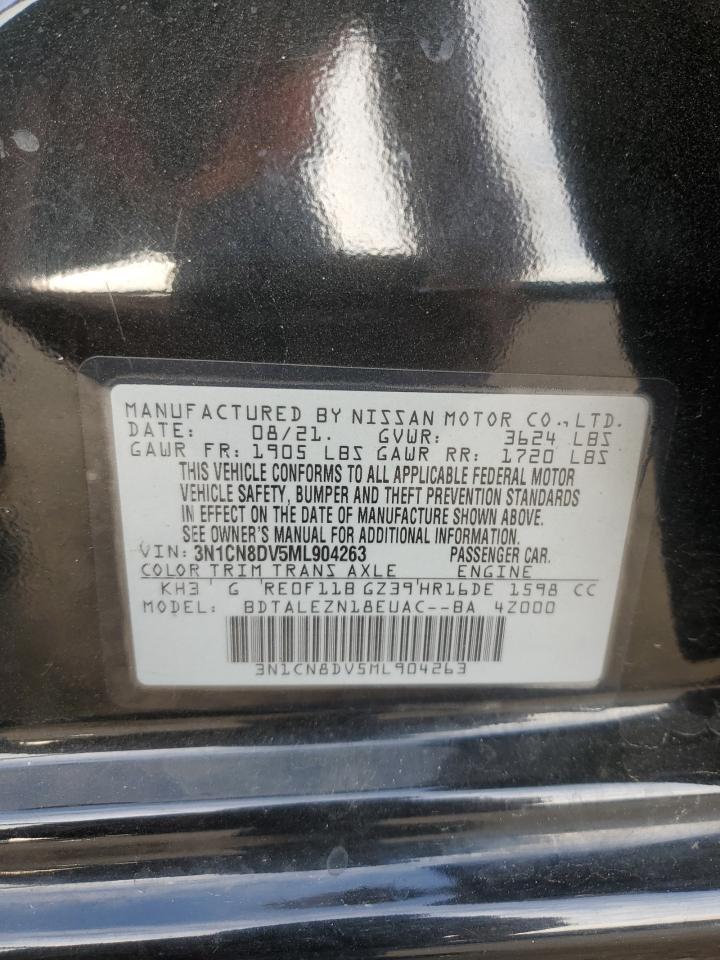 MANUFACTURED BY NISSAN MOTOR CO., LTD.
DATE: 08/21. GVWR: 3624 LBS
GAWR FR: 1905 LBS GAWR RR: 1720 LBS
THIS VEHICLE CONFORMS TO ALL APPLICABLE FEDERAL MOTOR
VEHICLE SAFETY, BUMPER AND THEFT PREVENTION STANDARDS
IN EFFECT ON THE DATE OF MANUFACTURE SHOWN ABOVE.
SEE OWNER'S MANUAL FOR ADDITIONAL INFORMATION.
VIN: 3N1CN8DV5ML904263 PASSENGER CAR.
COLOR TRIM TRANS AXLE ENGINE
KH3 ' G 'RE0F11B GZ39'HR16DE 1598 CC
MODEL: BDTALEZN18EUAC--BA 4Z000
3N1CN8DV5ML904263